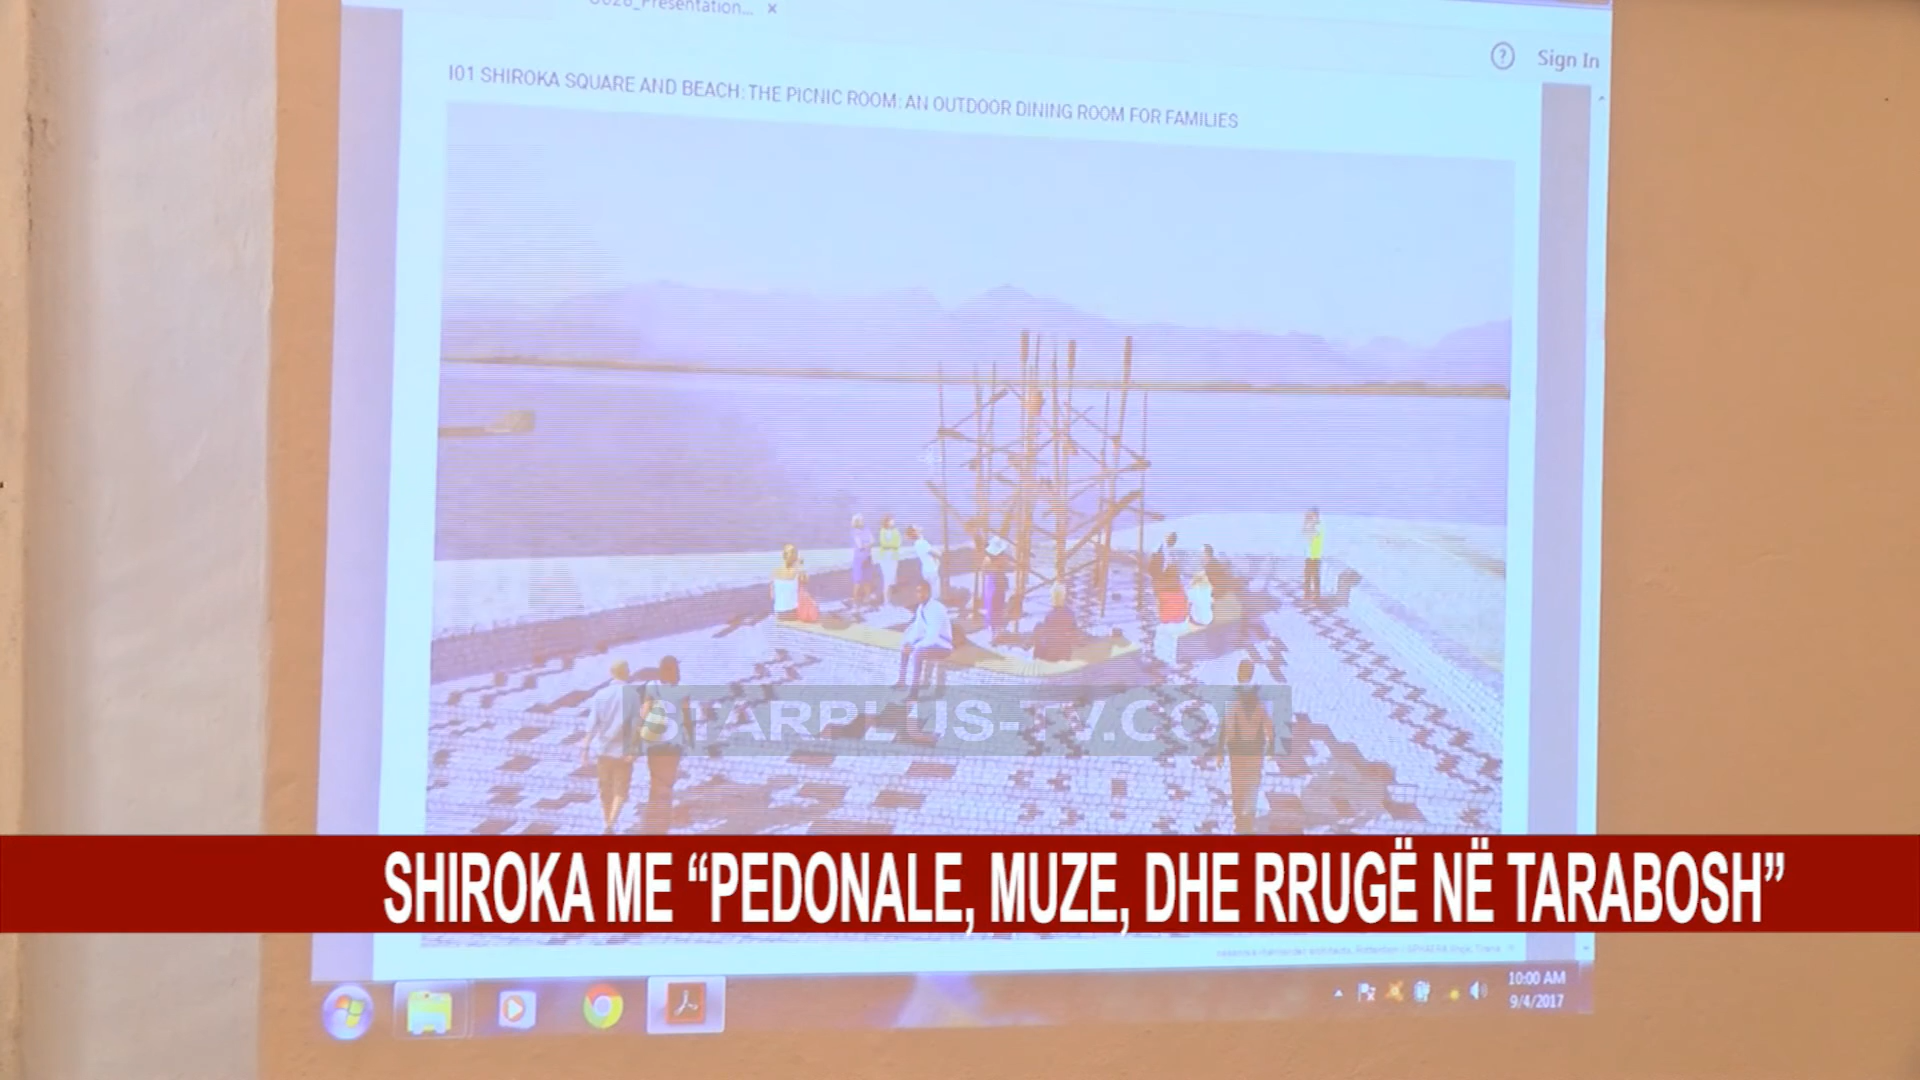 _Presentation... ×
? Sign In
I01 SHIROKA SQUARE AND BEACH: THE PICNIC ROOM: AN OUTDOOR DINING ROOM FOR FAMILIES
STARPLUS-TV.COM
SHIROKA ME “PEDONALE, MUZE, DHE RRUGË NË TARABOSH”
10:00 AM
9/4/2017